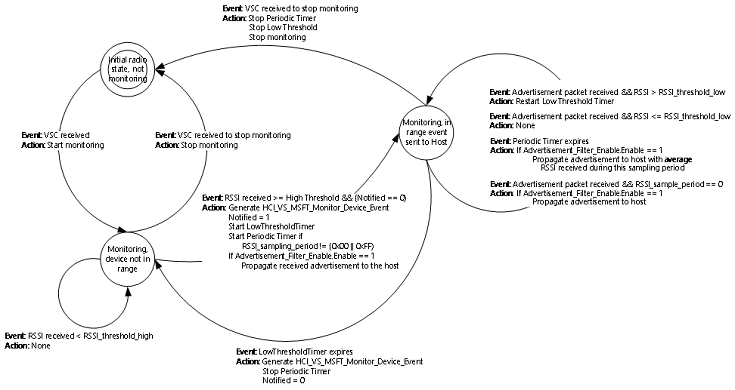 Event: VSC received to stop monitoring
Action: Stop Periodic Timer
Stop Low Threshold
Stop monitoring
Initial radio
state, not
monitoring
Event: VSC received
Action: Start monitoring
Event: VSC received to stop monitoring
Action: Stop monitoring
Monitoring, in
range event
sent to Host
Event: Advertisement packet received && RSSI > RSSI_threshold_low
Action: Restart Low Threshold Timer
Event: Advertisement packet received && RSSI <= RSSI_threshold_low
Action: None
Event: Periodic Timer expires
Action: If Advertisement_Filter_Enable.Enable == 1
Propagate advertisement to host with average
RSSI received during this sampling period
Event: Advertisement packet received && RSSI_sample_period == 0
Action: If Advertisement_Filter_Enable.Enable == 1
Propagate advertisement to host
Event: RSSI received >= High Threshold && (Notified == 0)
Action: Generate HCI_VS_MSFT_Monitor_Device_Event
Notified = 1
Start LowThresholdTimer
Start Periodic Timer if
RSSI_sampling_period != (0x00 || 0xFF)
If Advertisement_Filter_Enable.Enable == 1
Propagate received advertisement to the host
Monitoring,
device not in
range
Event: RSSI received < RSSI_threshold_high
Action: None
Event: LowThresholdTimer expires
Action: Generate HCI_VS_MSFT_Monitor_Device_Event
Stop Periodic Timer
Notified = 0